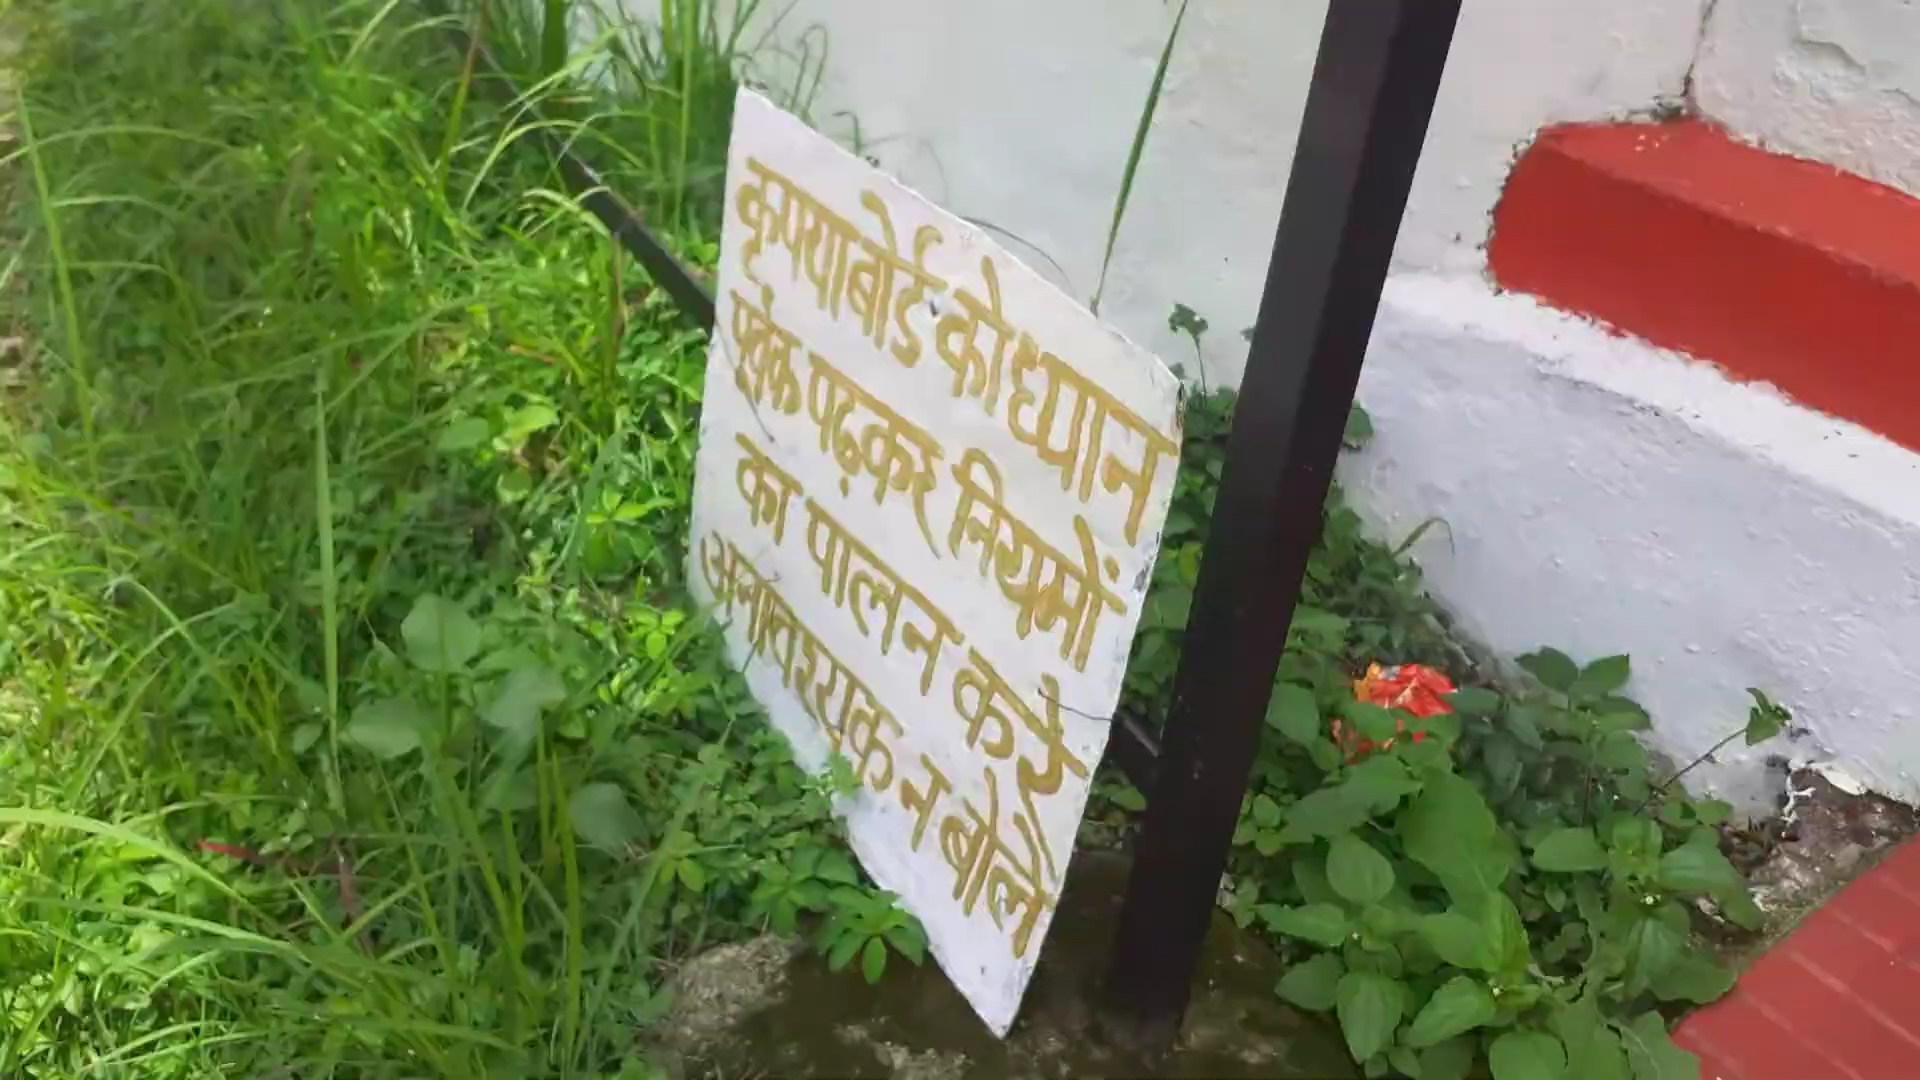 कृपया बोर्ड को ध्यान
पूर्वक पढ़कर नियमों
का पालन करे
अनावश्यक न बोले